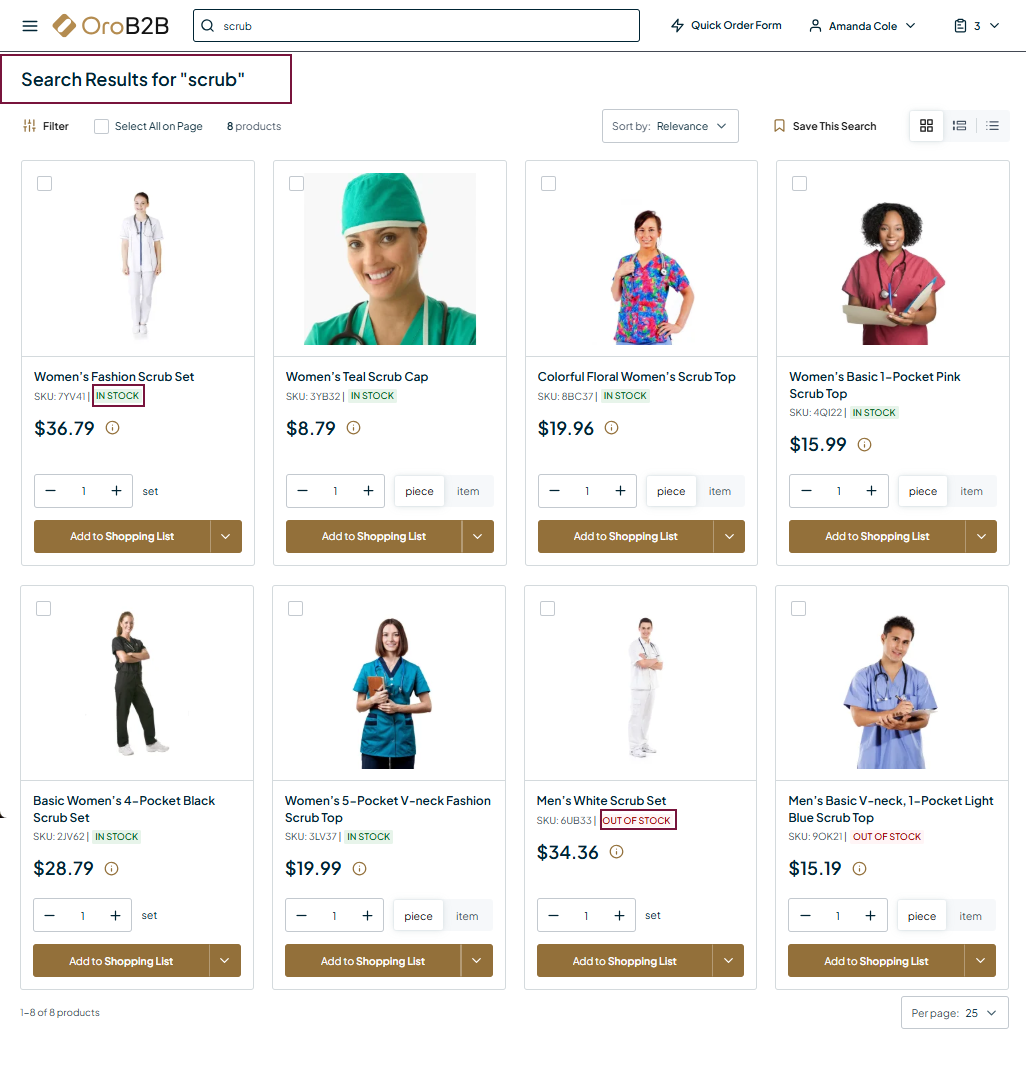 OroB2B
scrub
Quick Order Form
Amanda Cole
3
Search Results for "scrub"
Filter
Select All on Page
8 products
Sort by: Relevance
Save This Search
Women's Fashion Scrub Set
SKU: 7YV41 | IN STOCK
$36.79
1 set
Add to Shopping List
Women's Teal Scrub Cap
SKU: 3YB32 | IN STOCK
$8.79
1 piece item
Add to Shopping List
Colorful Floral Women's Scrub Top
SKU: 8BC37 | IN STOCK
$19.96
1 piece item
Add to Shopping List
Women's Basic 1-Pocket Pink
Scrub Top
SKU: 4QI22 | IN STOCK
$15.99
1 piece item
Add to Shopping List
Basic Women's 4-Pocket Black
Scrub Set
SKU: 2JV62 | IN STOCK
$28.79
1 set
Add to Shopping List
Women's 5-Pocket V-neck Fashion
Scrub Top
SKU: 3LV37 | IN STOCK
$19.99
1 piece item
Add to Shopping List
Men's White Scrub Set
SKU: 6UB33 | OUT OF STOCK
$34.36
1 set
Add to Shopping List
Men's Basic V-neck, 1-Pocket Light
Blue Scrub Top
SKU: 9OK21 | OUT OF STOCK
$15.19
1 piece item
Add to Shopping List
1-8 of 8 products
Per page: 25